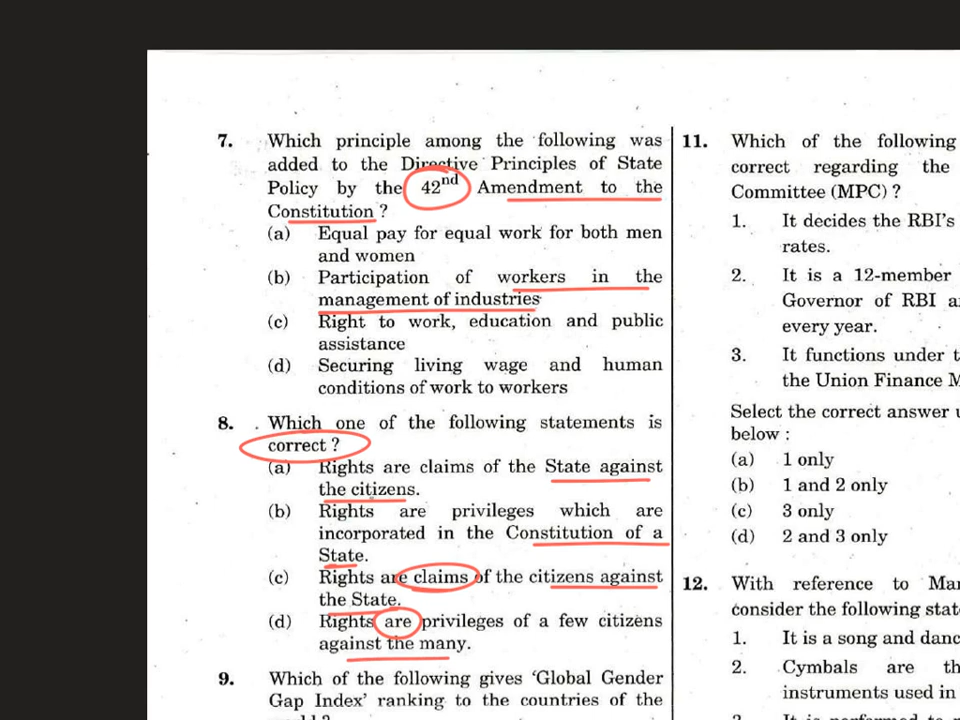 7. Which principle among the following was
added to the Directive Principles of State
Policy by the 42nd Amendment to the
Constitution ?
(a) Equal pay for equal work for both men
and women
(b) Participation of workers in the
management of industries
(c) Right to work, education and public
assistance
(d) Securing living wage and human
conditions of work to workers
8. Which one of the following statements is
correct ?
(a) Rights are claims of the State against
the citizens.
(b) Rights are privileges which are
incorporated in the Constitution of a
State.
(c) Rights are claims of the citizens against
the State.
(d) Rights are privileges of a few citizens
against the many.
9. Which of the following gives ‘Global Gender
Gap Index’ ranking to the countries of the
11. Which of the following
correct regarding the
Committee (MPC) ?
1. It decides the RBI's
rates.
2. It is a 12-member
Governor of RBI
every year.
3. It functions under
the Union Finance
Select the correct answer
below :
(a) 1 only
(b) 1 and 2 only
(c) 3 only
(d) 2 and 3 only
12. With reference to
consider the following
1. It is a song and
2. Cymbals are
instruments used in